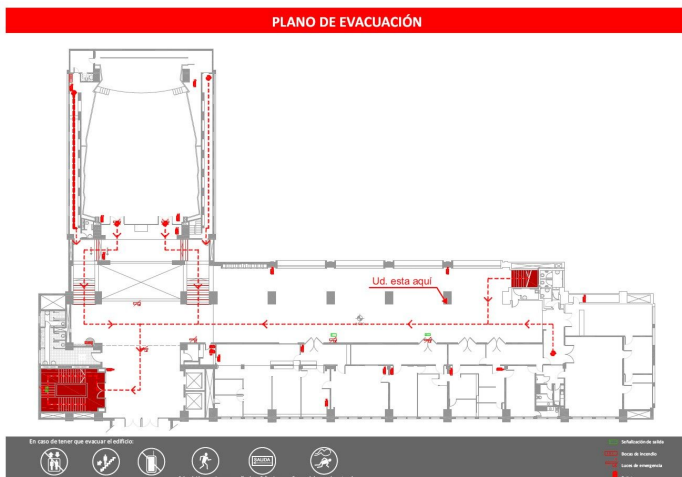 PLANO DE EVACUACIÓN
Ud. esta aquí
En caso de tener que evacuar el edificio:
SALIDA
Señalización de salida
Bocas de incendio
Luces de emergencia